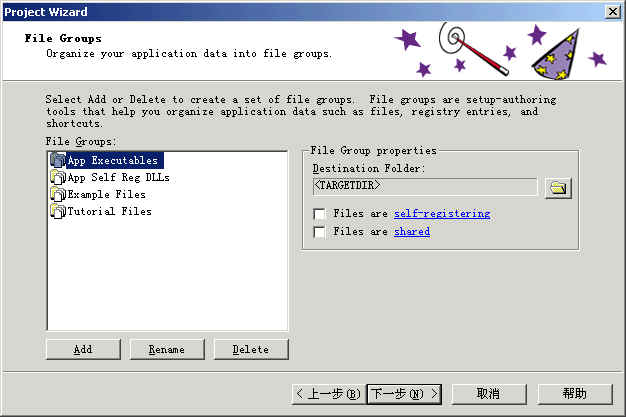 Project Wizard
File Groups
Organize your application data into file groups.
Select Add or Delete to create a set of file groups. File groups are setup-authoring
tools that help you organize application data such as files, registry entries, and
shortcuts.
File Groups:
App Executables
App Self Reg DLLs
Example Files
Tutorial Files
Add
Rename
Delete
File Group properties
Destination Folder:
<TARGETDIR>
Files are self-registering
Files are shared
< 上一步(B)
下一步(N) >
取消
帮助